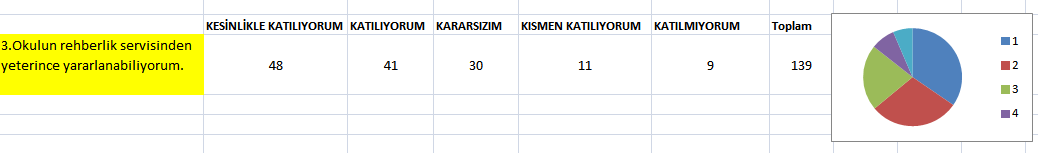 KESİNLİKLE KATILIYORUM KATILIYORUM KARARSIZIM KISMEN KATILIYORUM KATILMIYORUM Toplam
3.Okulun rehberlik servisinden
yeterince yararlanabiliyorum.
48 41 30 11 9 139
1
2
3
4